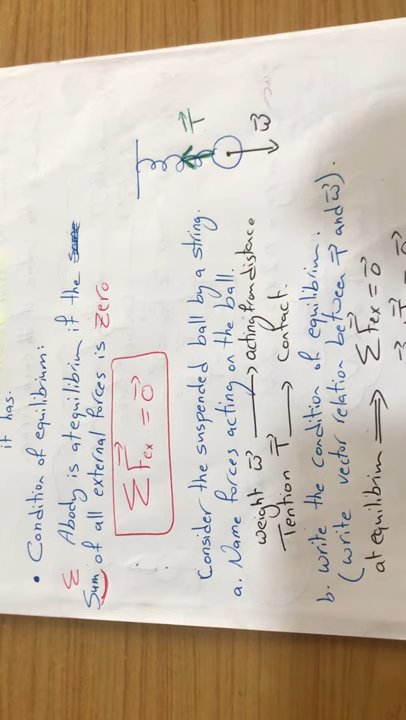 it has.
• Condition of equilibrium:
Σ A body is at equilibrium if the
Sum of all external forces is Zero
ΣF⃗ex = 0⃗
T⃗
w⃗
Consider the suspended ball by a string.
a. Name forces acting on the ball.
weight w⃗ → acting from distance
Tention T⃗ → contact.
b. write the condition of equilibrium.
(write vector relation between T⃗ and w⃗).
at equilibrium ⟹ ΣF⃗ex = 0⃗